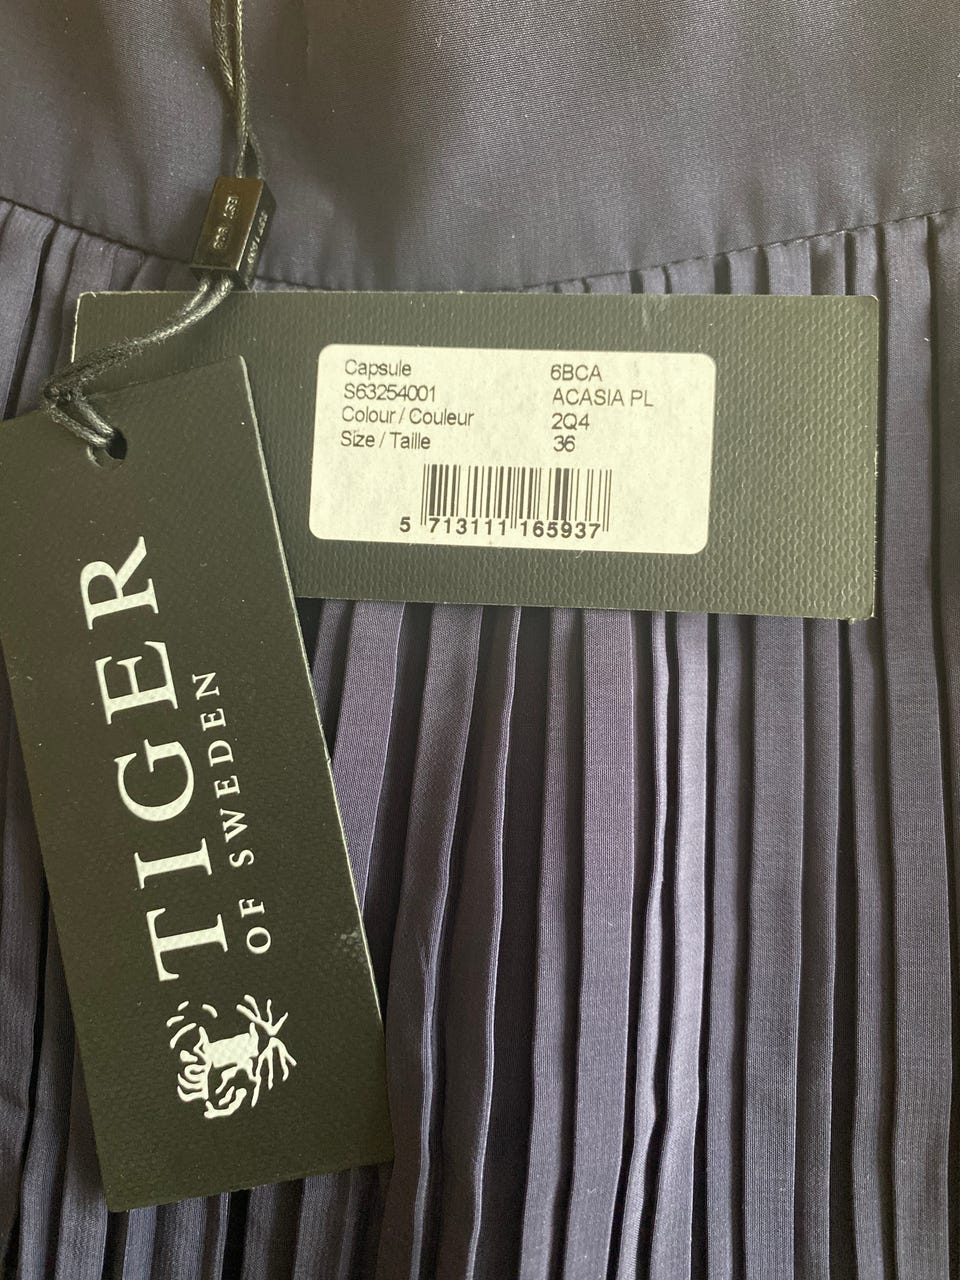 Capsule 6BCA
S63254001 ACASIA PL
Colour / Couleur 2Q4
Size / Taille 36
5 713111 165937
TIGER
OF SWEDEN